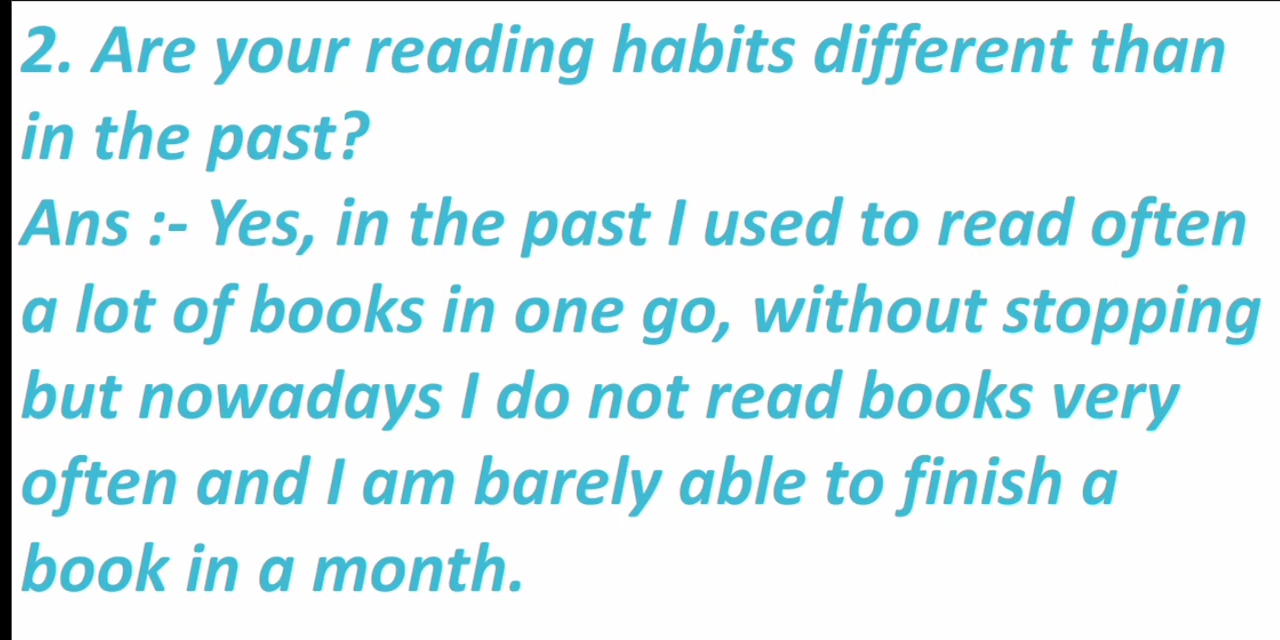 2. Are your reading habits different than
in the past?
Ans :- Yes, in the past I used to read often
a lot of books in one go, without stopping
but nowadays I do not read books very
often and I am barely able to finish a
book in a month.